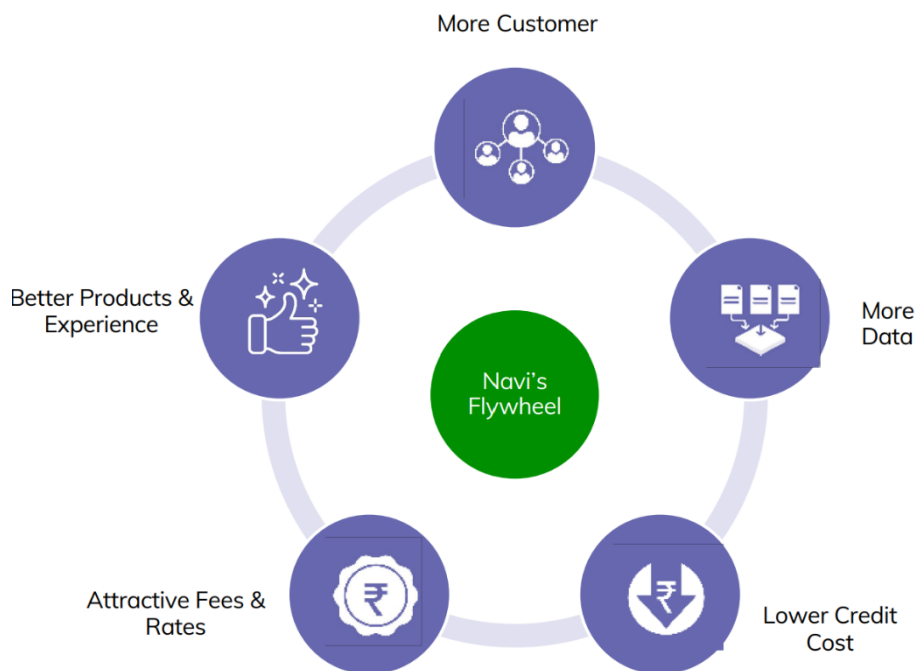 More Customer
Better Products &
Experience
More
Data
Navi's
Flywheel
Attractive Fees &
Rates
₹
₹
Lower Credit
Cost